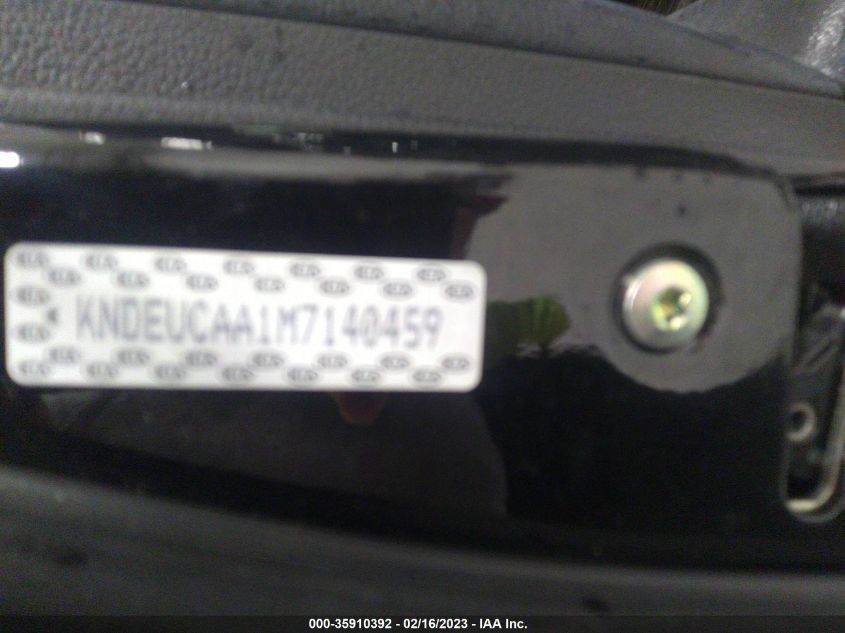 KNDEUCAA1M7140459
000-35910392 - 02/16/2023 - IAA Inc.